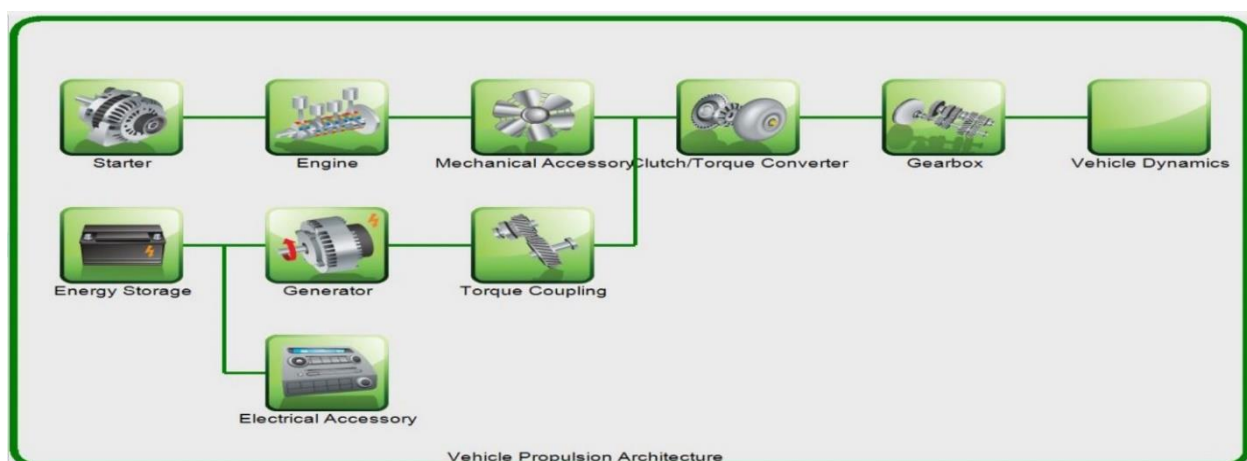 Starter
Engine
Mechanical Accessory
Clutch/Torque Converter
Gearbox
Vehicle Dynamics
Energy Storage
Generator
Torque Coupling
Electrical Accessory
Vehicle Propulsion Architecture